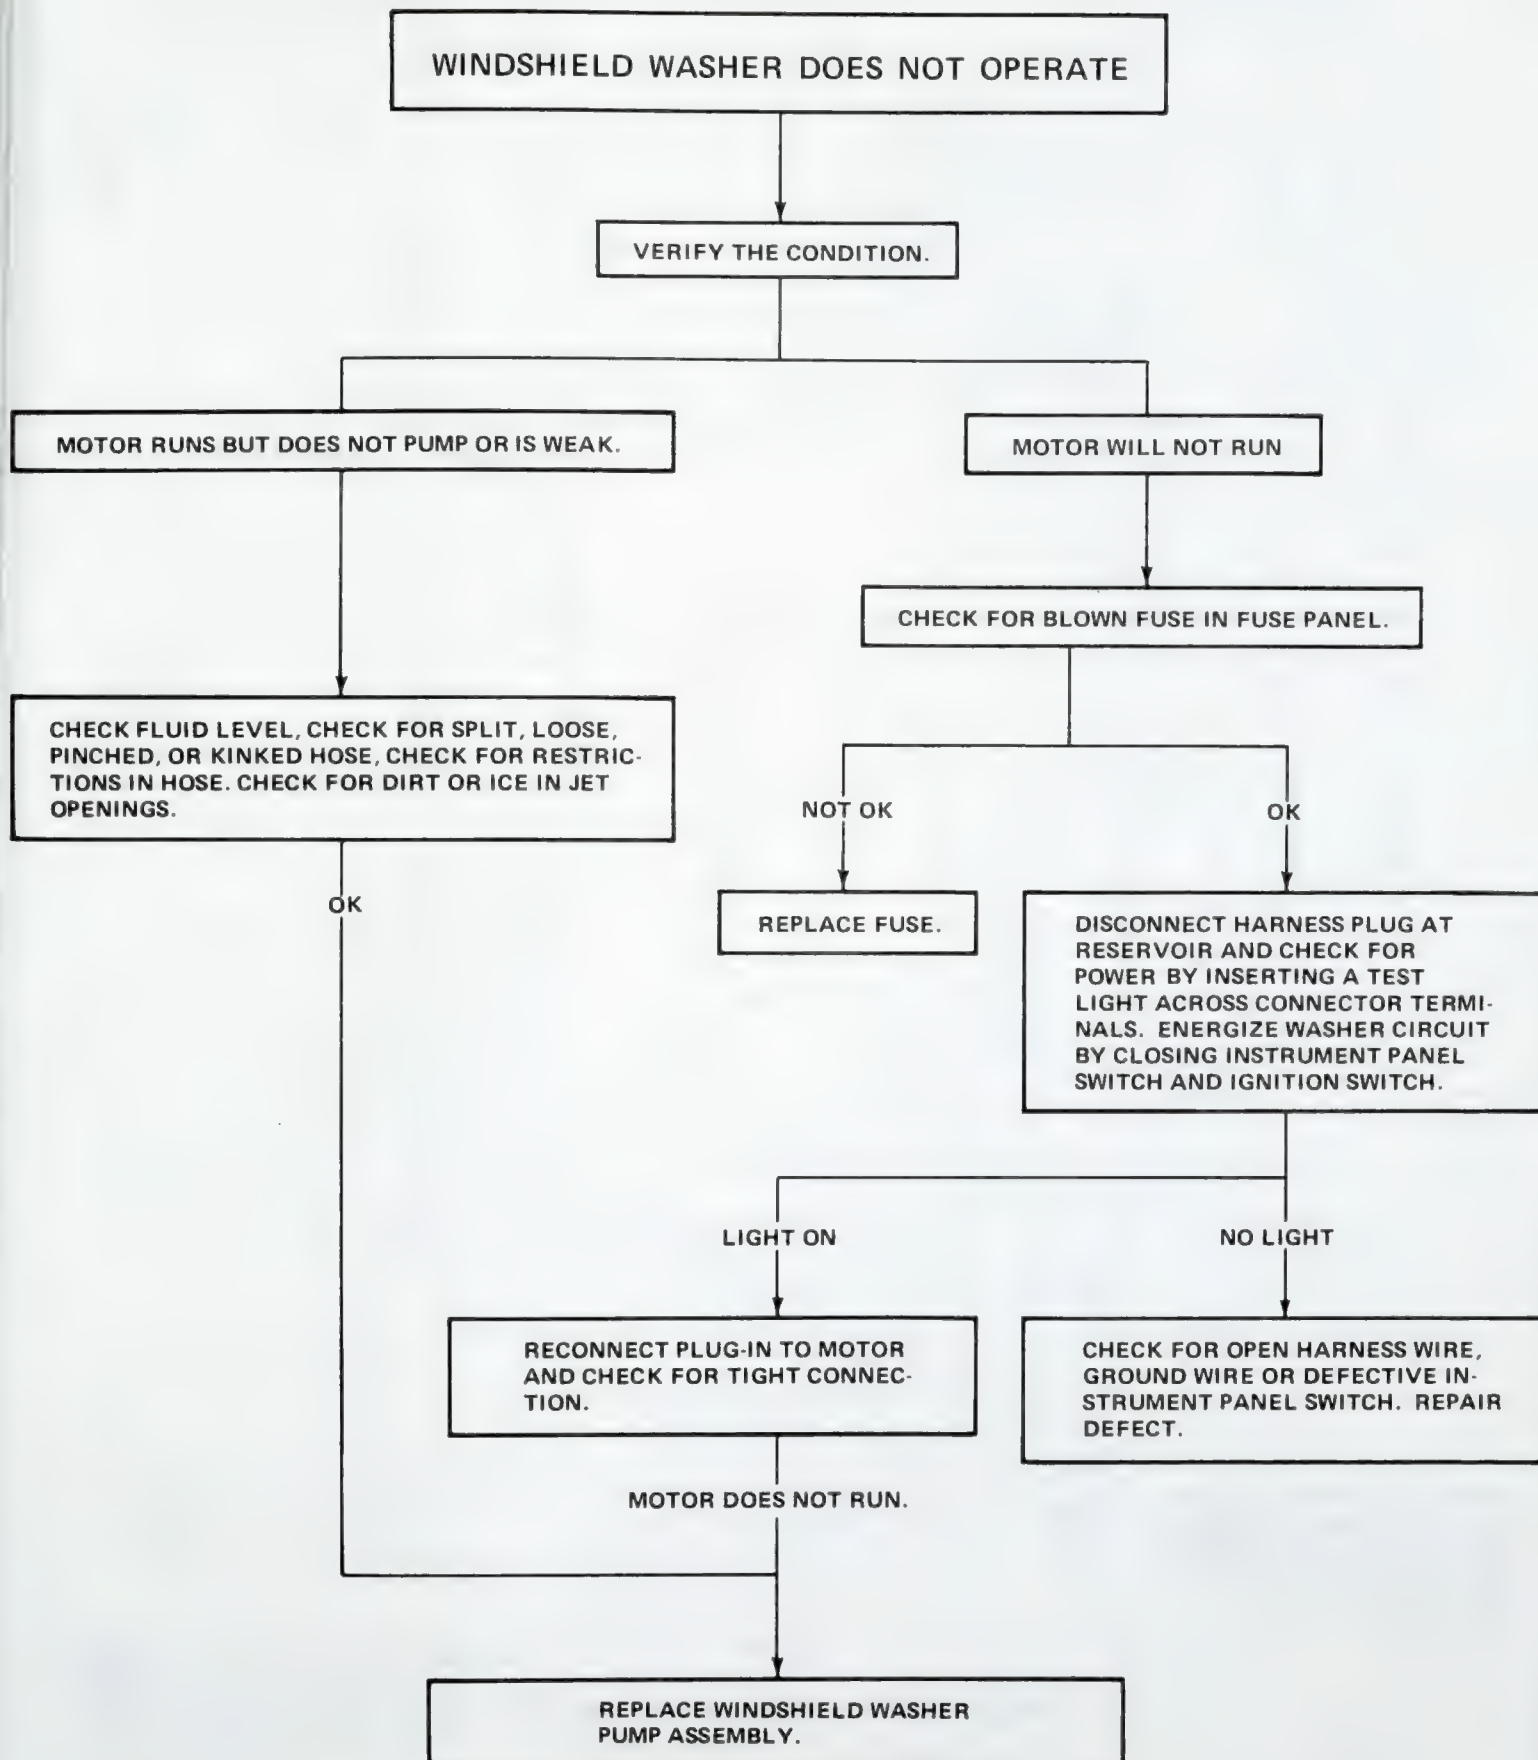 WINDSHIELD WASHER DOES NOT OPERATE
VERIFY THE CONDITION.
MOTOR RUNS BUT DOES NOT PUMP OR IS WEAK.
MOTOR WILL NOT RUN
CHECK FOR BLOWN FUSE IN FUSE PANEL.
CHECK FLUID LEVEL, CHECK FOR SPLIT, LOOSE,
PINCHED, OR KINKED HOSE, CHECK FOR RESTRIC-
TIONS IN HOSE. CHECK FOR DIRT OR ICE IN JET
OPENINGS.
NOT OK
OK
OK
REPLACE FUSE.
DISCONNECT HARNESS PLUG AT
RESERVOIR AND CHECK FOR
POWER BY INSERTING A TEST
LIGHT ACROSS CONNECTOR TERMI-
NALS. ENERGIZE WASHER CIRCUIT
BY CLOSING INSTRUMENT PANEL
SWITCH AND IGNITION SWITCH.
LIGHT ON
NO LIGHT
RECONNECT PLUG-IN TO MOTOR
AND CHECK FOR TIGHT CONNEC-
TION.
CHECK FOR OPEN HARNESS WIRE,
GROUND WIRE OR DEFECTIVE IN-
STRUMENT PANEL SWITCH. REPAIR
DEFECT.
MOTOR DOES NOT RUN.
REPLACE WINDSHIELD WASHER
PUMP ASSEMBLY.